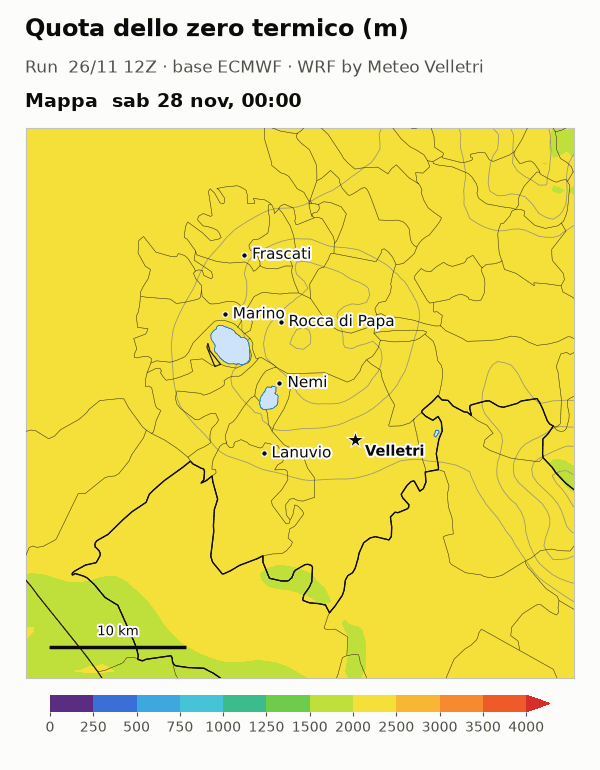 Quota dello zero termico (m)
Run  26/11 12Z · base ECMWF · WRF by Meteo Velletri
Mappa  sab 28 nov, 00:00
Frascati
Marino
Rocca di Papa
Nemi
Velletri
Lanuvio
10 km
0 250 500 750 1000 1250 1500 2000 2500 3000 3500 4000